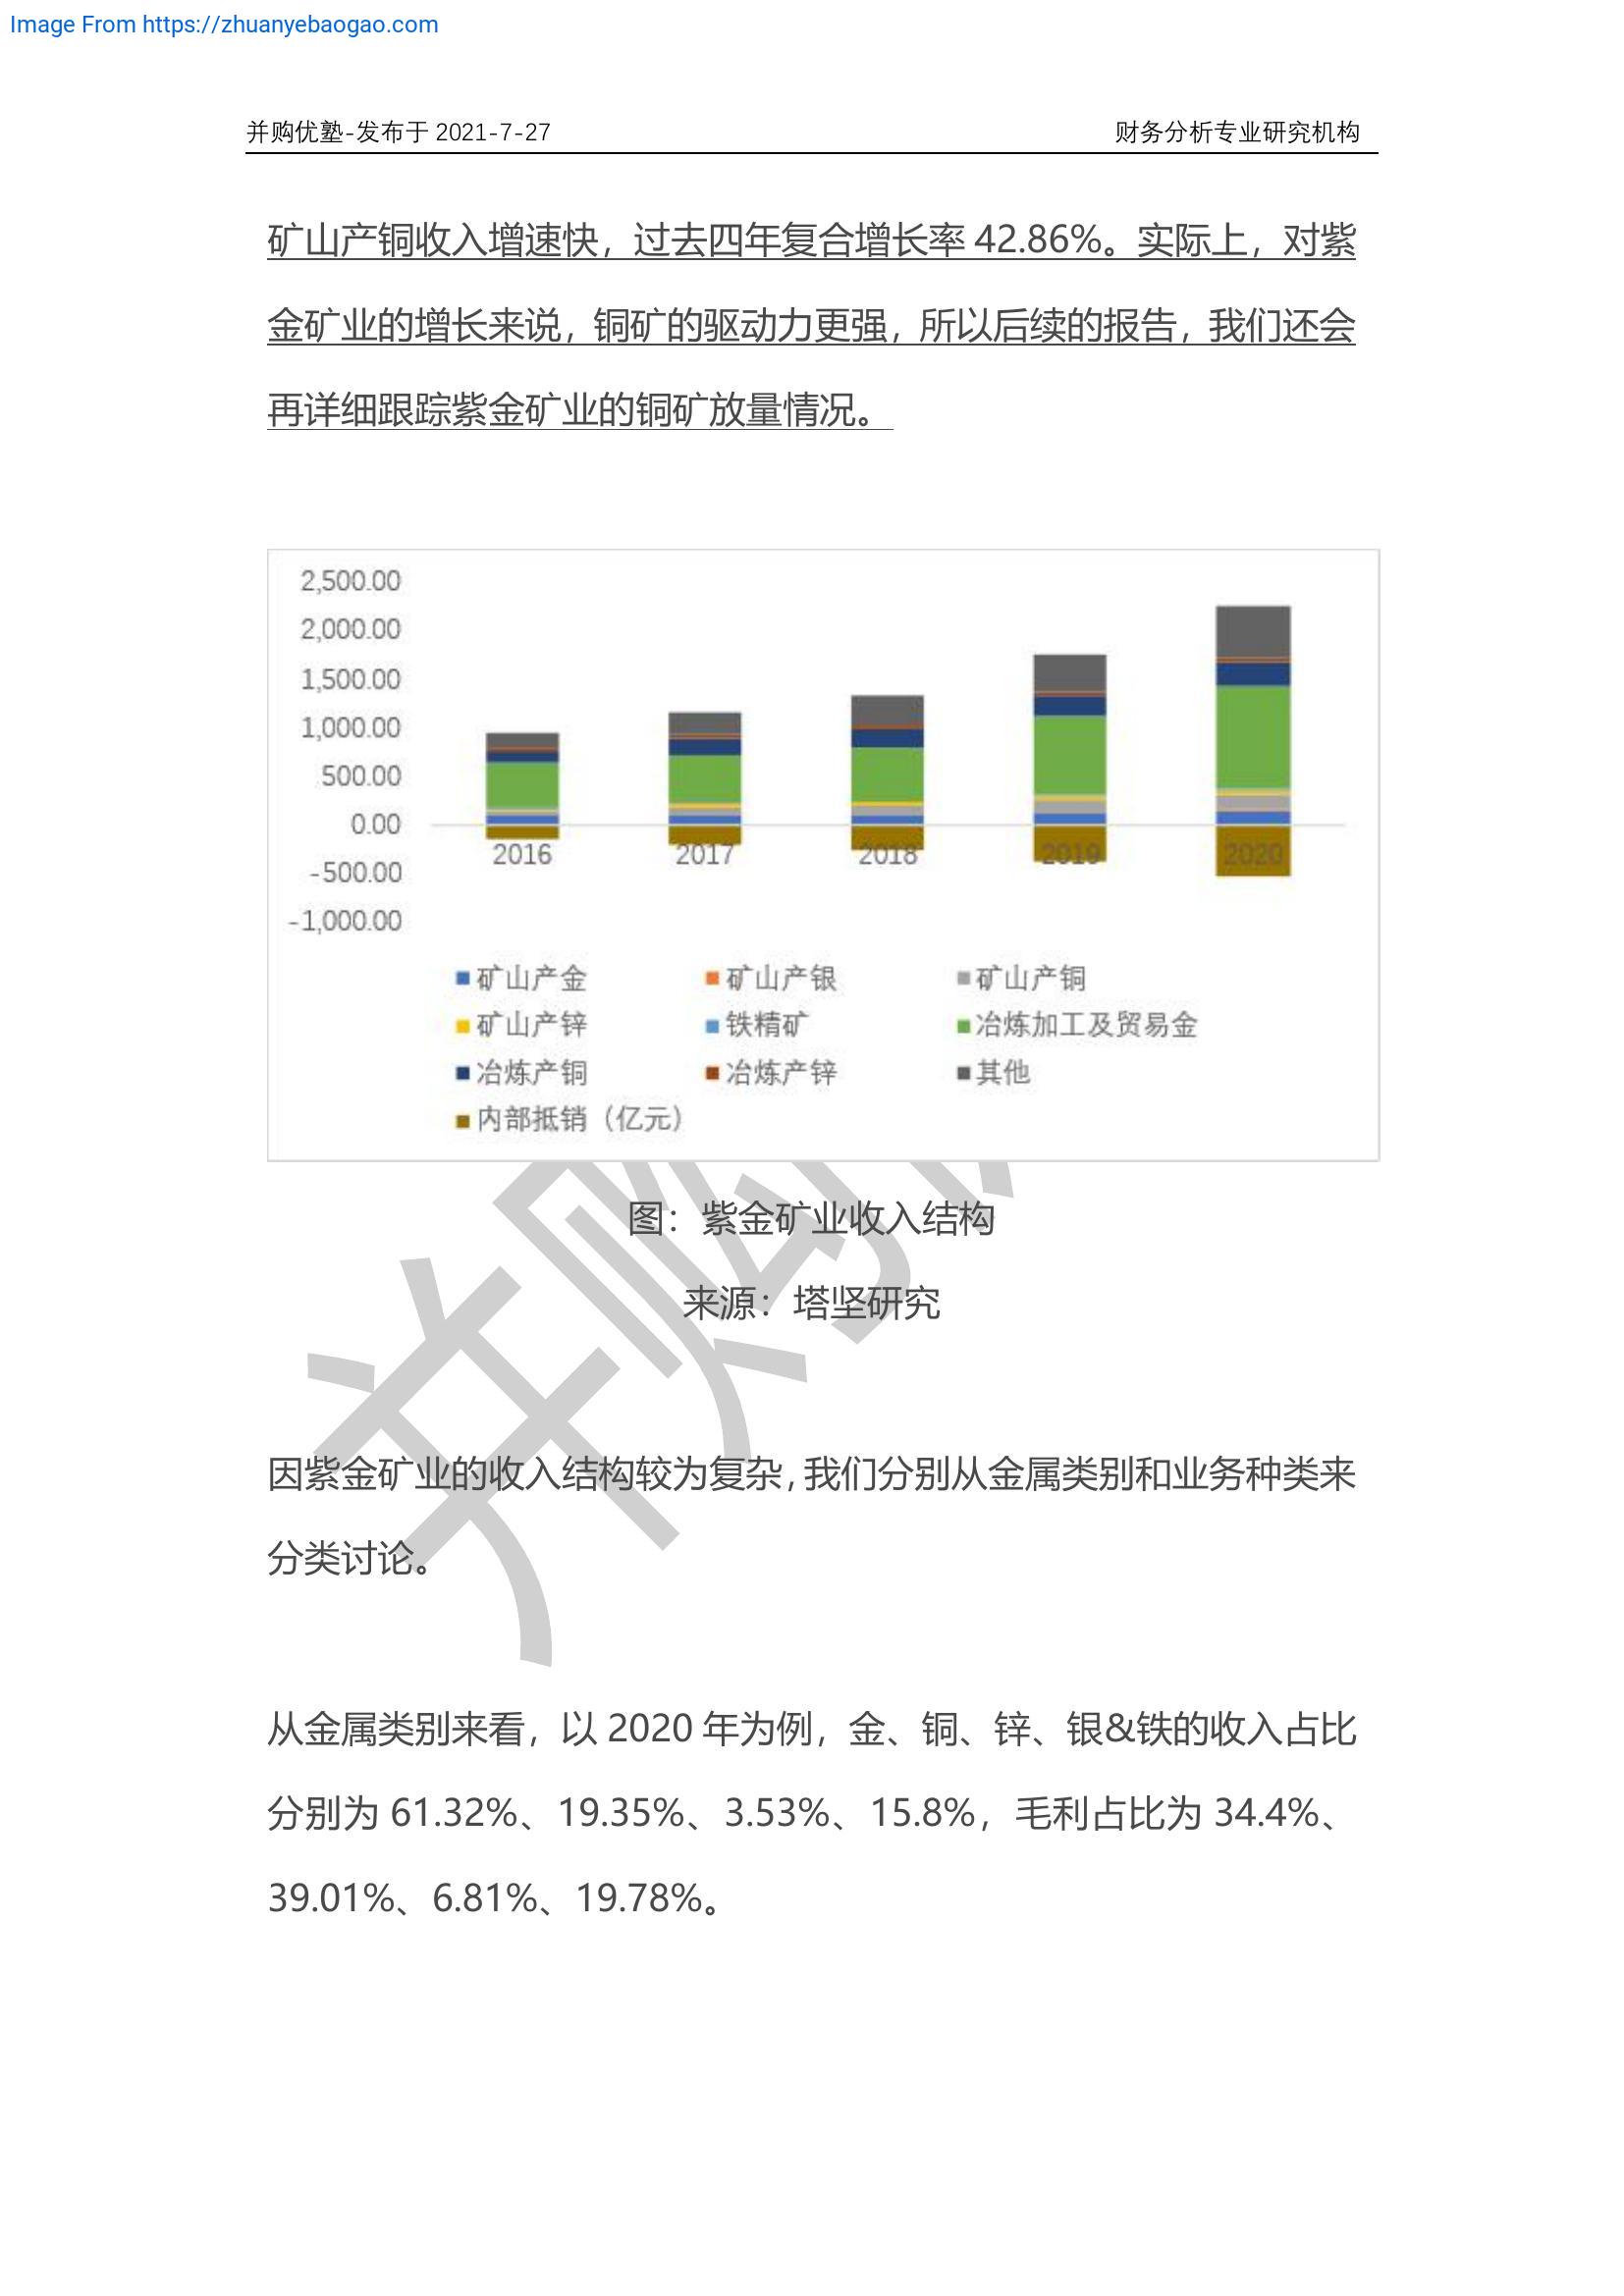 Image From https://zhuanyebaogao.com
并购优塾-发布于 2021-7-27 财务分析专业研究机构
矿山产铜收入增速快，过去四年复合增长率 42.86%。实际上，对紫
金矿业的增长来说，铜矿的驱动力更强，所以后续的报告，我们还会
再详细跟踪紫金矿业的铜矿放量情况。
2,500.00
2,000.00
1,500.00
1,000.00
500.00
0.00
-500.00
-1,000.00
2016 2017 2018 2019 2020
矿山产金 矿山产银 矿山产铜
矿山产锌 铁精矿 冶炼加工及贸易金
冶炼产铜 冶炼产锌 其他
内部抵销（亿元）
图：紫金矿业收入结构
来源：塔坚研究
因紫金矿业的收入结构较为复杂，我们分别从金属类别和业务种类来
分类讨论。
从金属类别来看，以 2020 年为例，金、铜、锌、银&铁的收入占比
分别为 61.32%、19.35%、3.53%、15.8%，毛利占比为 34.4%、
39.01%、6.81%、19.78%。
并购